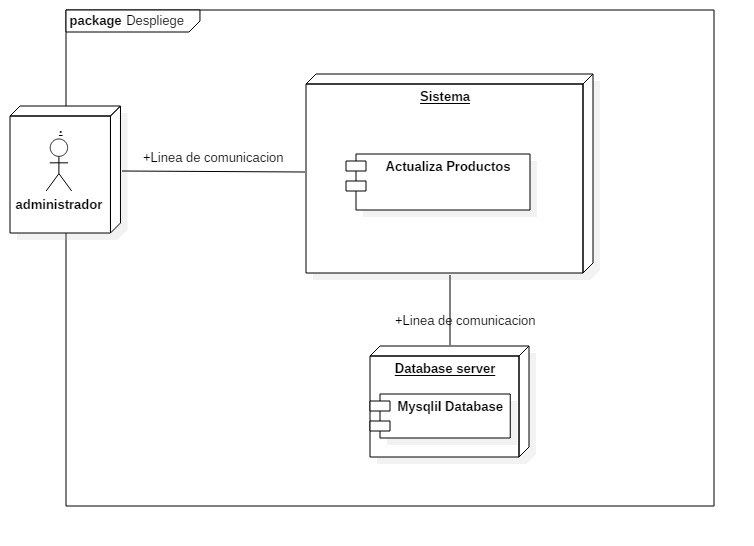 package Despliege
Sistema
+Linea de comunicacion
Actualiza Productos
administrador
+Linea de comunicacion
Database server
Mysqlil Database